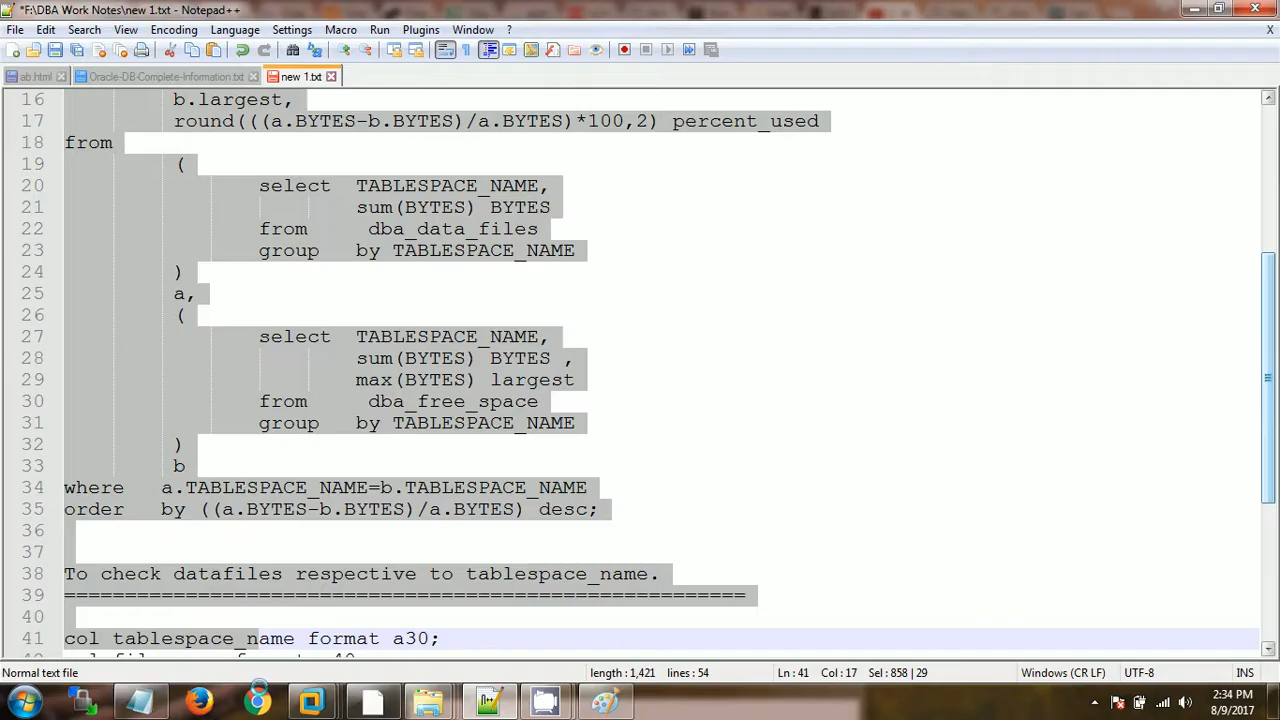 *F:\DBA Work Notes\new 1.txt - Notepad++
File Edit Search View Encoding Language Settings Macro Run Plugins Window ? X
ab.html Oracle-DB-Complete-Information.txt new 1.txt
16 b.largest,
17 round(((a.BYTES-b.BYTES)/a.BYTES)*100,2) percent_used
18 from
19 (
20 select TABLESPACE_NAME,
21 sum(BYTES) BYTES
22 from dba_data_files
23 group by TABLESPACE_NAME
24 )
25 a,
26 (
27 select TABLESPACE_NAME,
28 sum(BYTES) BYTES ,
29 max(BYTES) largest
30 from dba_free_space
31 group by TABLESPACE_NAME
32 )
33 b
34 where a.TABLESPACE_NAME=b.TABLESPACE_NAME
35 order by ((a.BYTES-b.BYTES)/a.BYTES) desc;
36
37
38 To check datafiles respective to tablespace_name.
39 ========================================================
40
41 col tablespace_name format a30;
Normal text file length : 1,421 lines : 54 Ln : 41 Col : 17 Sel : 858 | 29 Windows (CR LF) UTF-8 INS
2:34 PM
8/9/2017